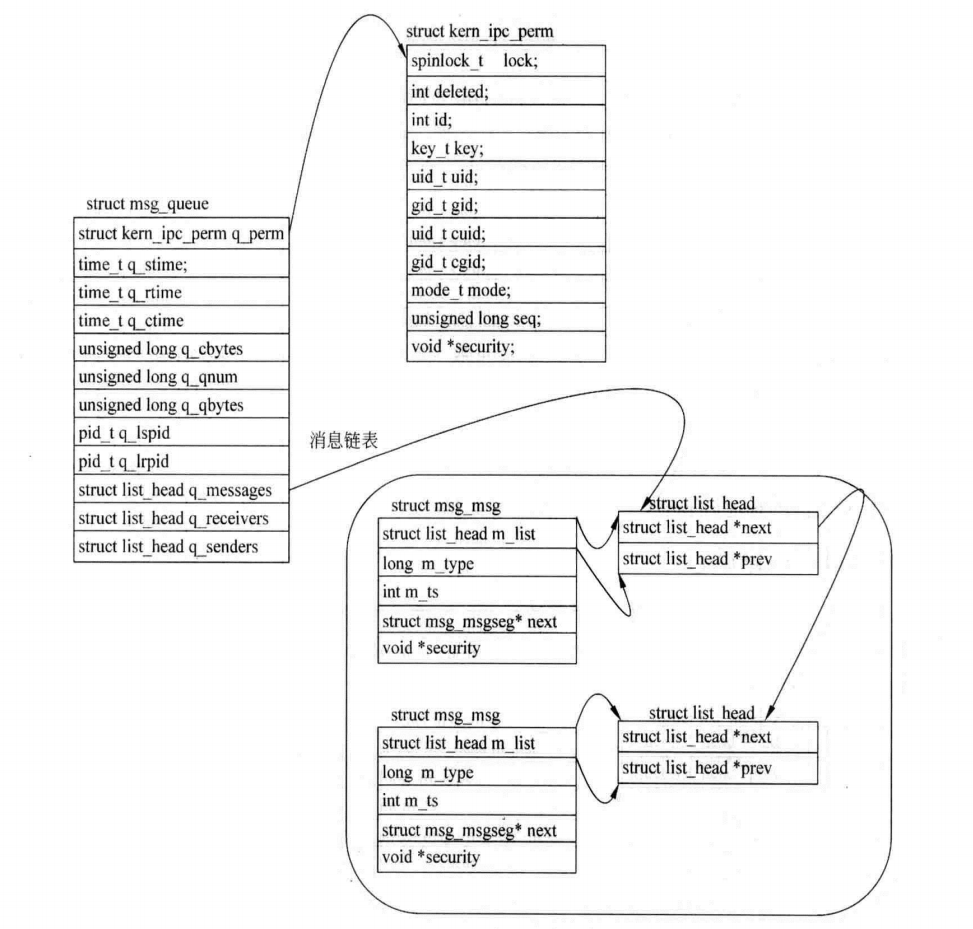 struct kern_ipc_perm
spinlock_t lock;
int deleted;
int id;
key_t key;
uid_t uid;
gid_t gid;
uid_t cuid;
gid_t cgid;
mode_t mode;
unsigned long seq;
void *security;
struct msg_queue
struct kern_ipc_perm q_perm
time_t q_stime;
time_t q_rtime
time_t q_ctime
unsigned long q_cbytes
unsigned long q_qnum
unsigned long q_qbytes
pid_t q_lspid
pid_t q_lrpid
struct list_head q_messages
struct list_head q_receivers
struct list_head q_senders
消息链表
struct msg_msg
struct list_head m_list
long m_type
int m_ts
struct msg_msgseg* next
void *security
struct list_head
struct list_head *next
struct list_head *prev
struct msg_msg
struct list_head m_list
long m_type
int m_ts
struct msg_msgseg* next
void *security
struct list_head
struct list_head *next
struct list_head *prev